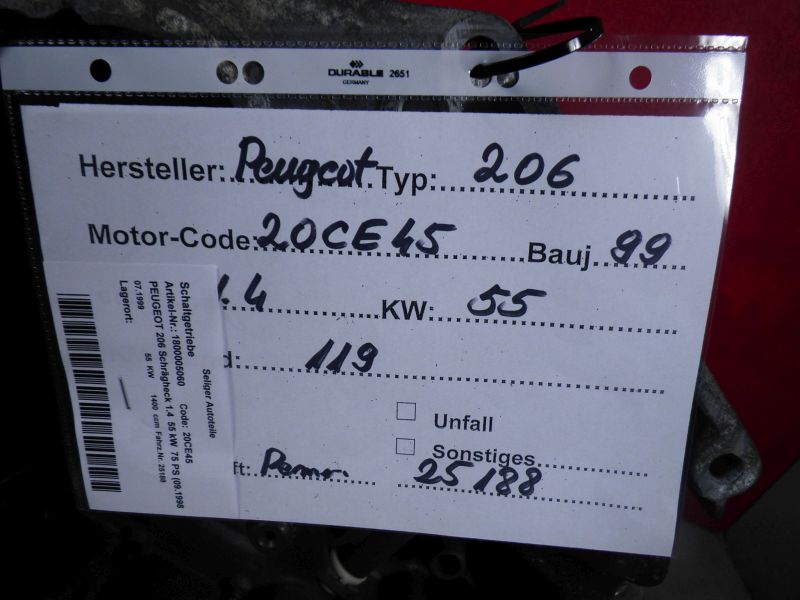 DURABLE 2651
GERMANY
Hersteller: Peugeot Typ: 206
Motor-Code: 20CE45 Bauj. 99
1.4 KW: 55
d: 119
Unfall
Sonstiges
ft: 25188
Seliger Autoteile
Schaltgetriebe
Artikel-Nr.: 1800005060 Code: 20CE45
PEUGEOT 206 Schrägheck 1.4 55 kW 75 PS (09.1998
07.1999 55 KW 1400 ccm Fahrz.Nr. 25188
Lagerort: